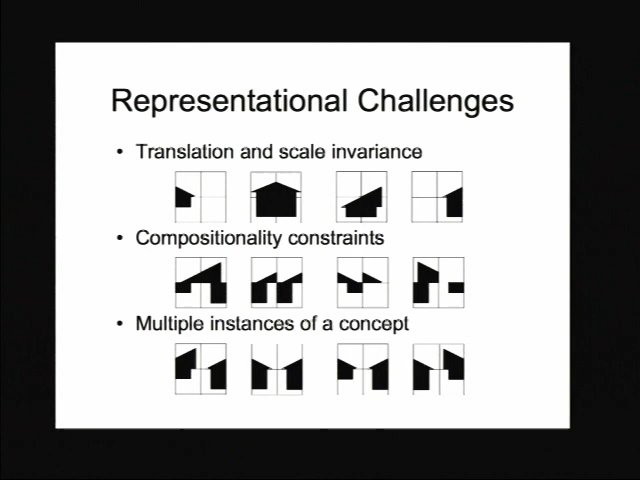 Representational Challenges
• Translation and scale invariance
• Compositionality constraints
• Multiple instances of a concept